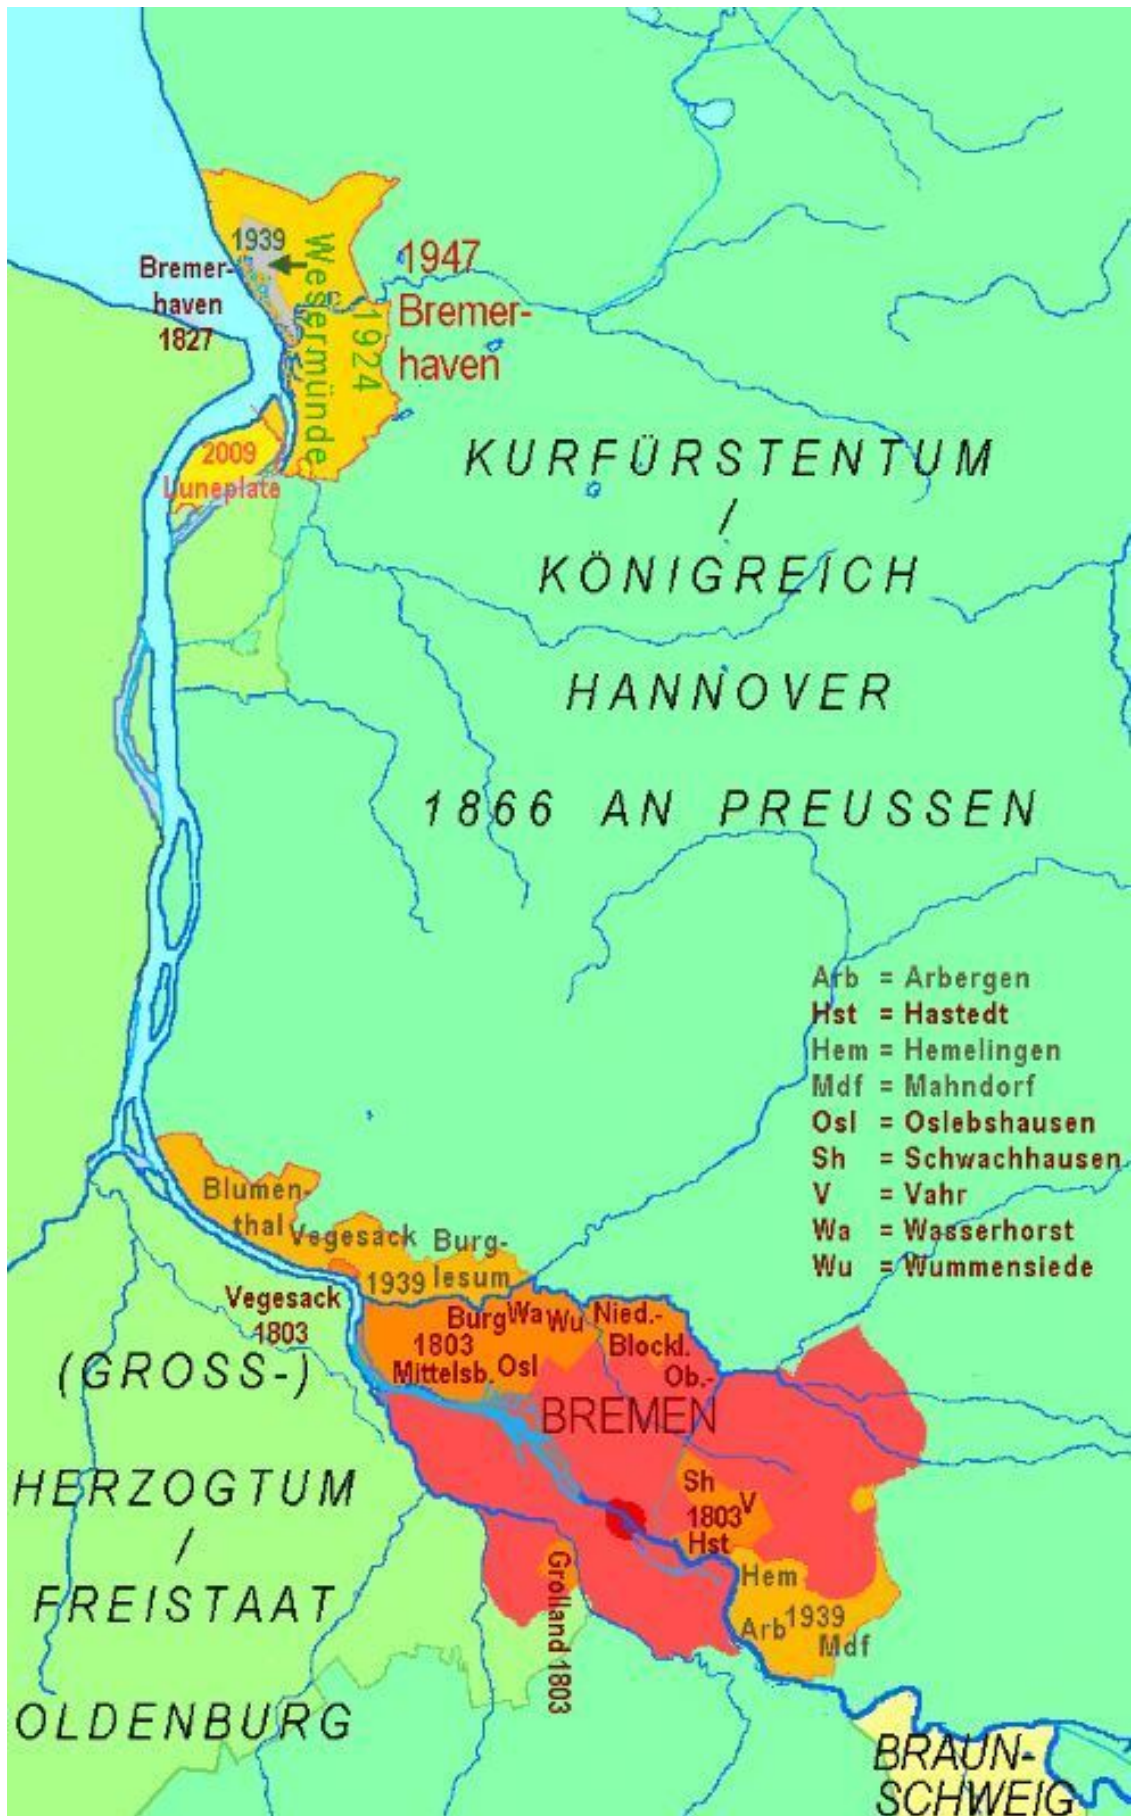 1939
Bremer-
haven
1827
Wesermünde
1924
1947
Bremer-
haven
2009
Luneplate
KURFÜRSTENTUM
/
KÖNIGREICH
HANNOVER
1866 AN PREUSSEN
Arb = Arbergen
Hst = Hastedt
Hem = Hemelingen
Mdf = Mahndorf
Osl = Oslebshausen
Sh = Schwachhausen
V = Vahr
Wa = Wasserhorst
Wu = Wummensiede
Blumen-
thal
Vegesack
Burg-
lesum
1939
Vegesack
1803
Burg
Wa
Wu
Nied.-
Blockl.
Ob.-
1803
Mittelsb.
Osl
BREMEN
Sh
1803
V
Hst
Grolland 1803
Hem
Arb
1939
Mdf
(GROSS-)
HERZOGTUM
/
FREISTAAT
OLDENBURG
BRAUN-
SCHWEIG